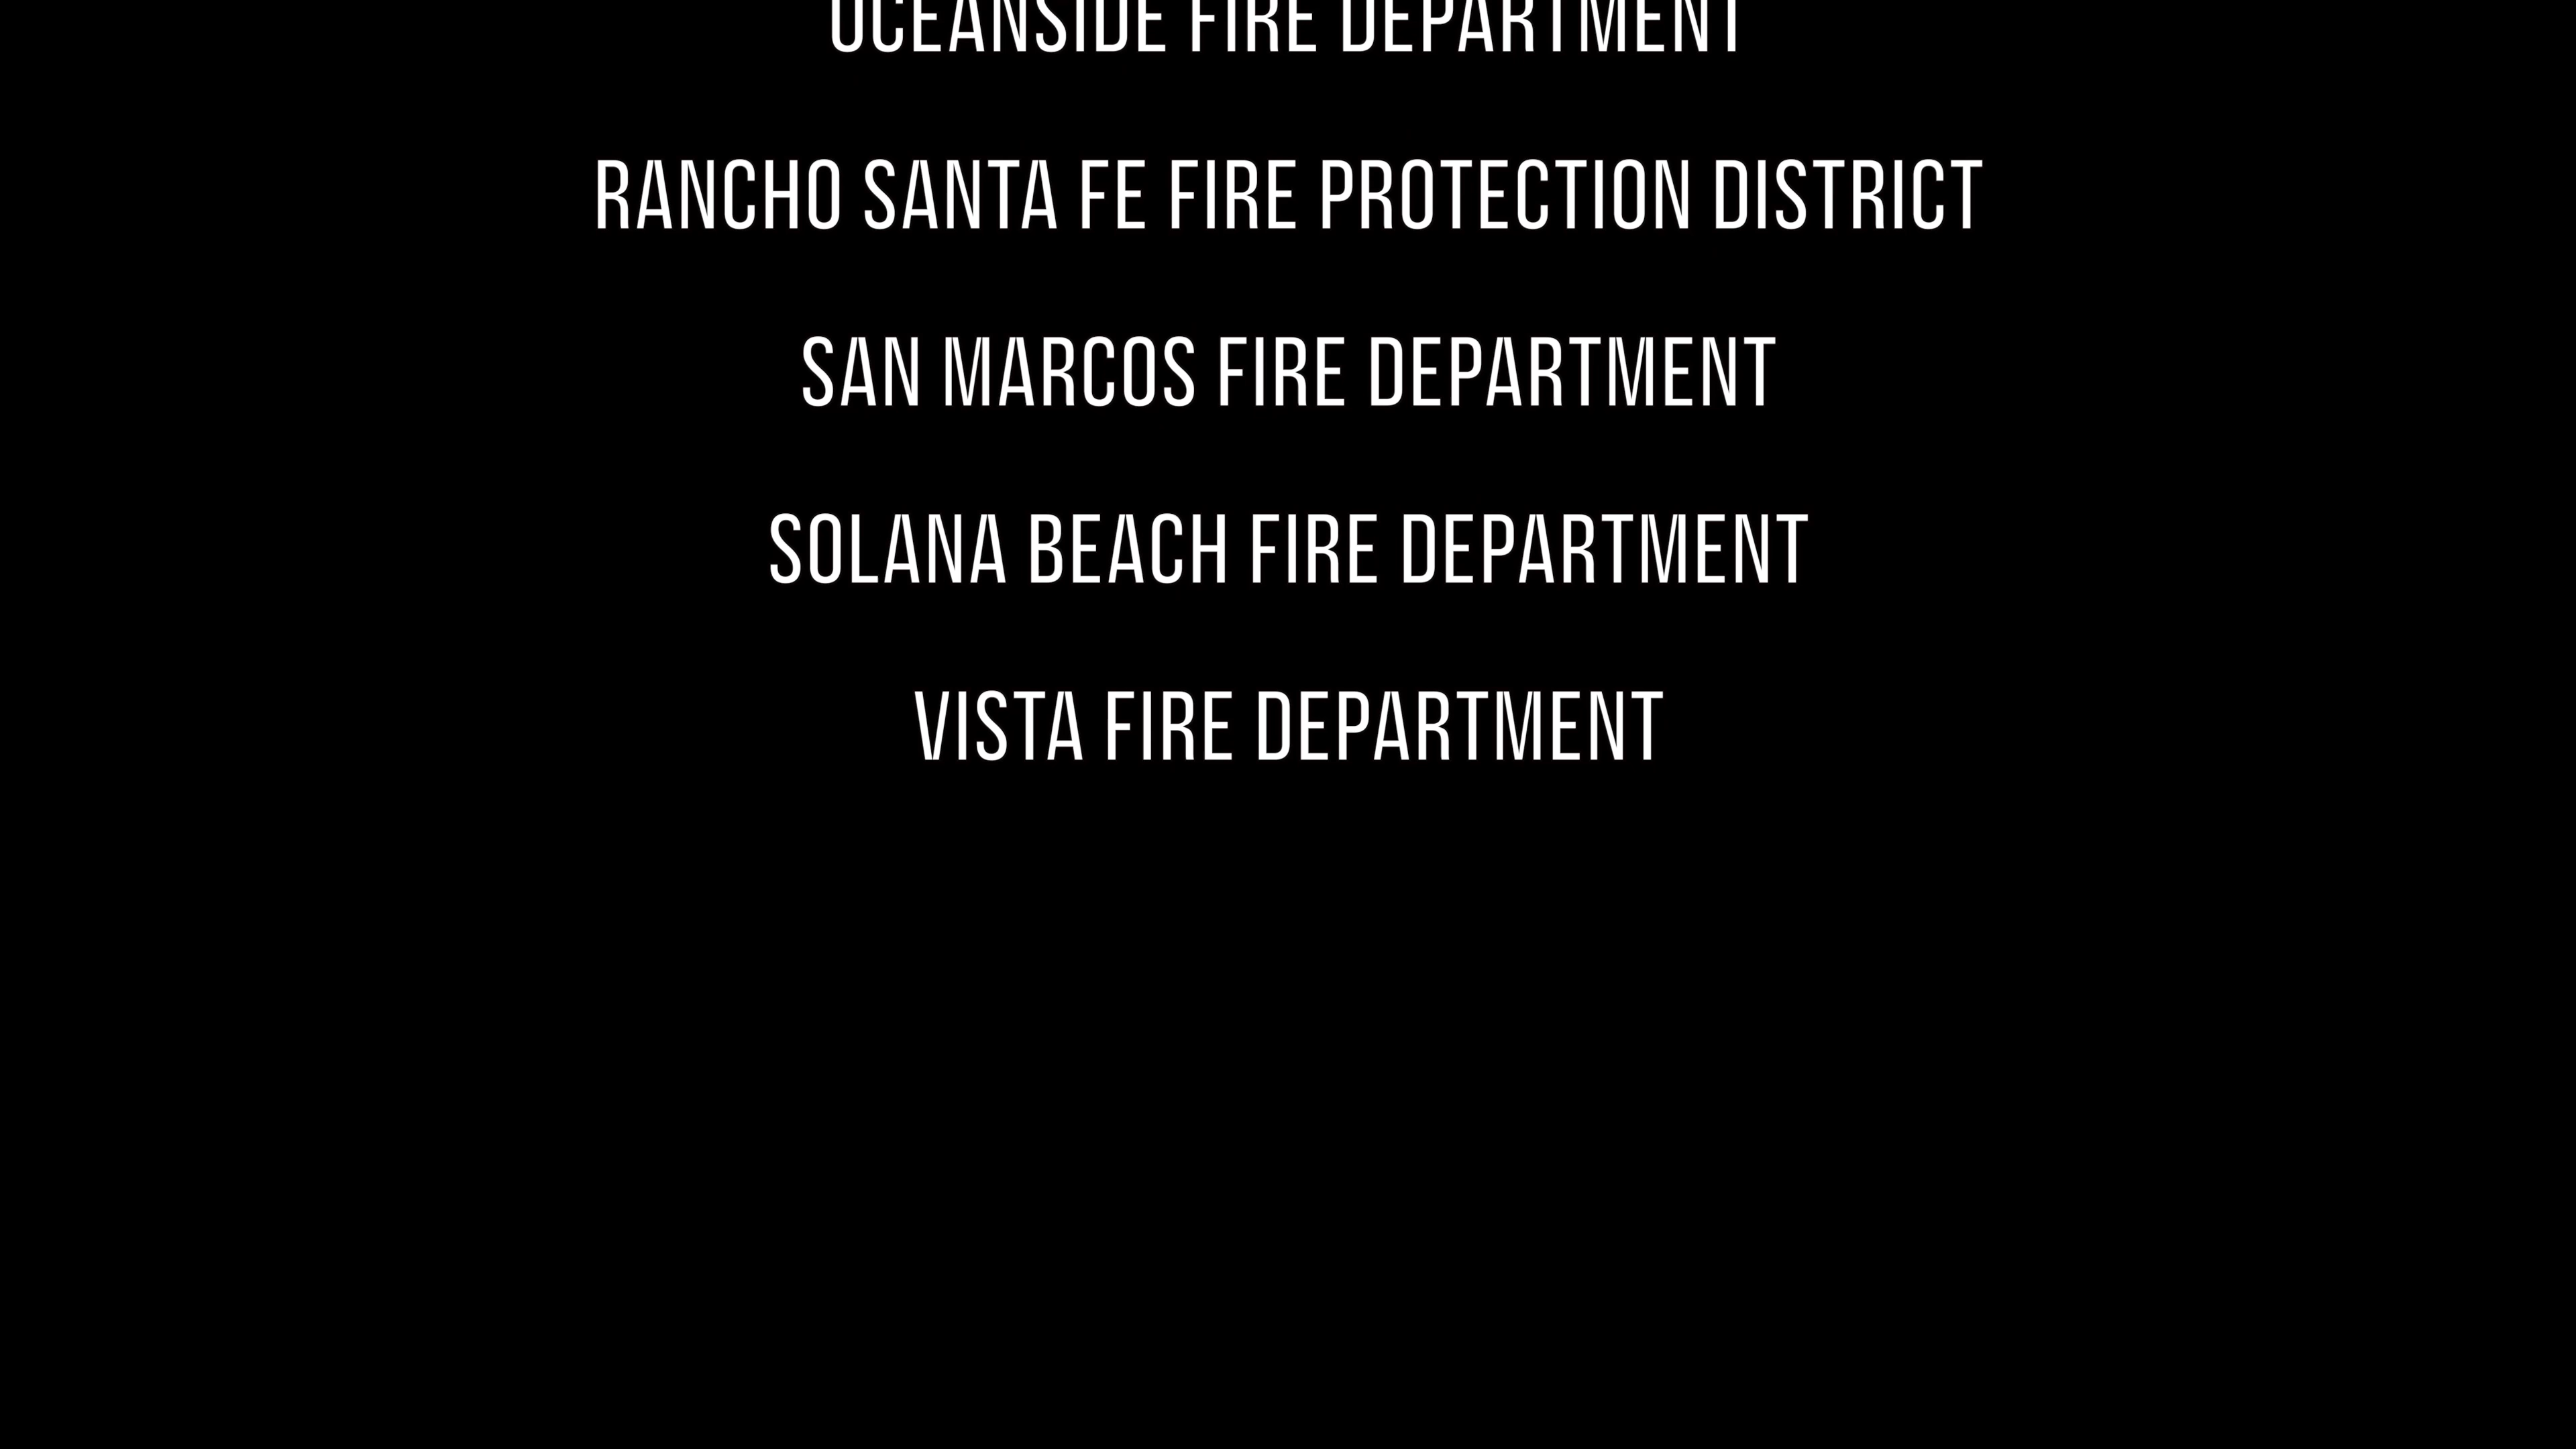 OCEANSIDE FIRE DEPARTMENT
RANCHO SANTA FE FIRE PROTECTION DISTRICT
SAN MARCOS FIRE DEPARTMENT
SOLANA BEACH FIRE DEPARTMENT
VISTA FIRE DEPARTMENT